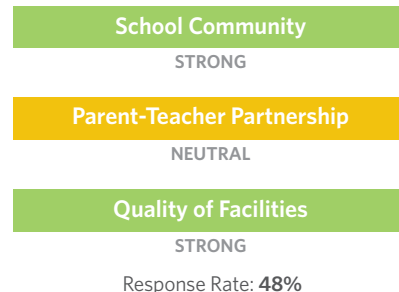 School Community
STRONG
Parent-Teacher Partnership
NEUTRAL
Quality of Facilities
STRONG
Response Rate: 48%